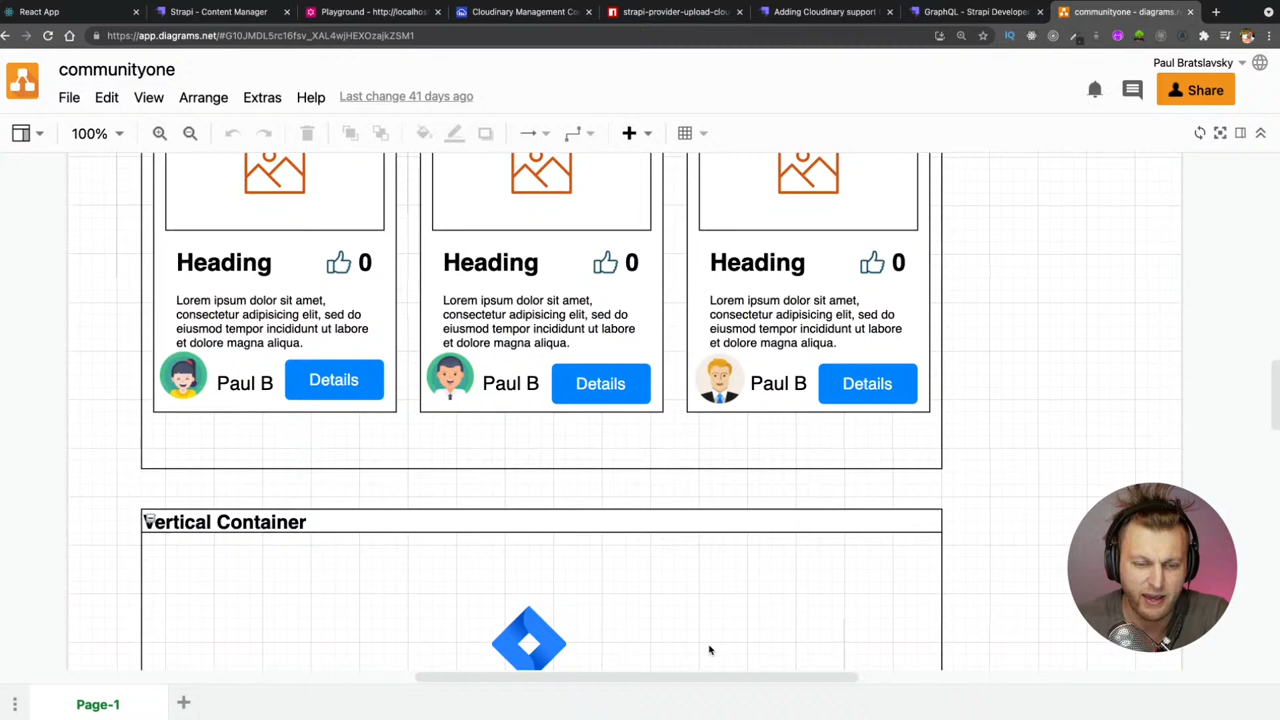 React App
Strapi - Content Manager
Playground - http://localhos
Cloudinary Management Co
strapi-provider-upload-clou
Adding Cloudinary support
GraphQL - Strapi Developer
communityone - diagrams.n
https://app.diagrams.net/#G10JMDL5rc16fsv_XAL4wjHEXOzajkZSM1
communityone
Paul Bratslavsky
File Edit View Arrange Extras Help Last change 41 days ago
Share
100%
Heading 0 Heading 0 Heading 0
Lorem ipsum dolor sit amet,
consectetur adipisicing elit, sed do
eiusmod tempor incididunt ut labore
et dolore magna aliqua.
Lorem ipsum dolor sit amet,
consectetur adipisicing elit, sed do
eiusmod tempor incididunt ut labore
et dolore magna aliqua.
Lorem ipsum dolor sit amet,
consectetur adipisicing elit, sed do
eiusmod tempor incididunt ut labore
et dolore magna aliqua.
Paul B Details Paul B Details Paul B Details
Vertical Container
Page-1